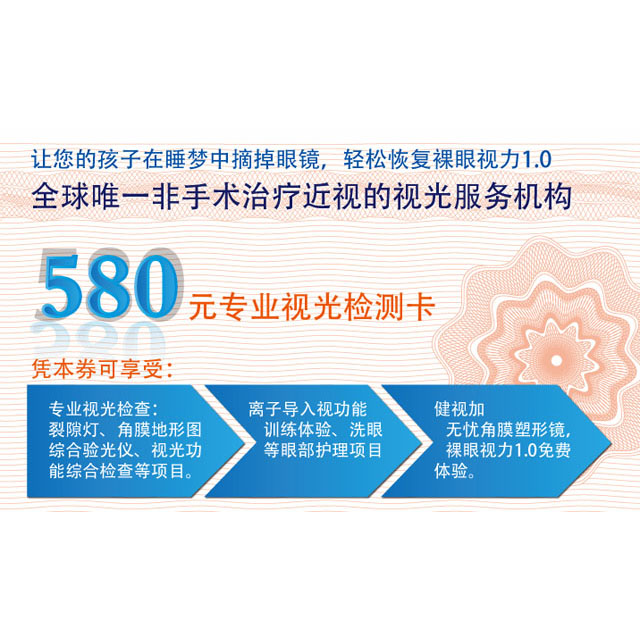 让您的孩子在睡梦中摘掉眼镜，轻松恢复裸眼视力1.0
全球唯一非手术治疗近视的视光服务机构
580元专业视光检测卡
凭本券可享受：
专业视光检查：
裂隙灯、角膜地形图
综合验光仪、视光功
能综合检查等项目。
离子导入视功能
训练体验、洗眼
等眼部护理项目
健视加
无忧角膜塑形镜，
裸眼视力1.0免费
体验。